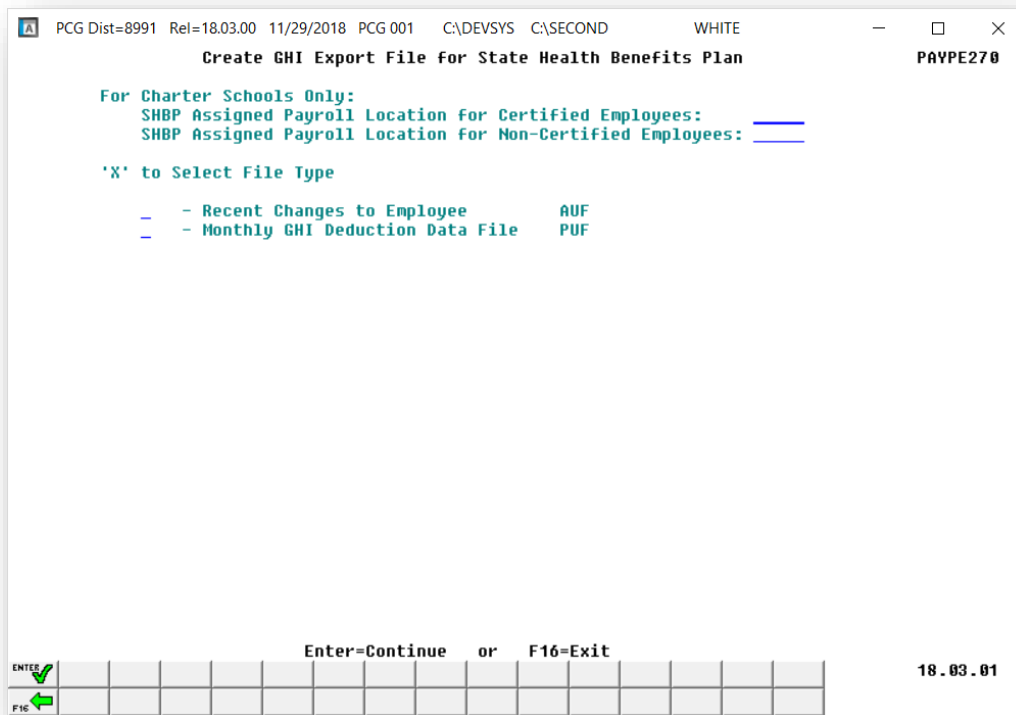 PCG Dist=8991 Rel=18.03.00 11/29/2018 PCG 001 C:\DEVSYS C:\SECOND WHITE
Create GHI Export File for State Health Benefits Plan PAYPE270
For Charter Schools Only:
SHBP Assigned Payroll Location for Certified Employees:
SHBP Assigned Payroll Location for Non-Certified Employees:
'X' to Select File Type
_ - Recent Changes to Employee AUF
_ - Monthly GHI Deduction Data File PUF
Enter=Continue or F16=Exit
ENTER
18.03.01
F16